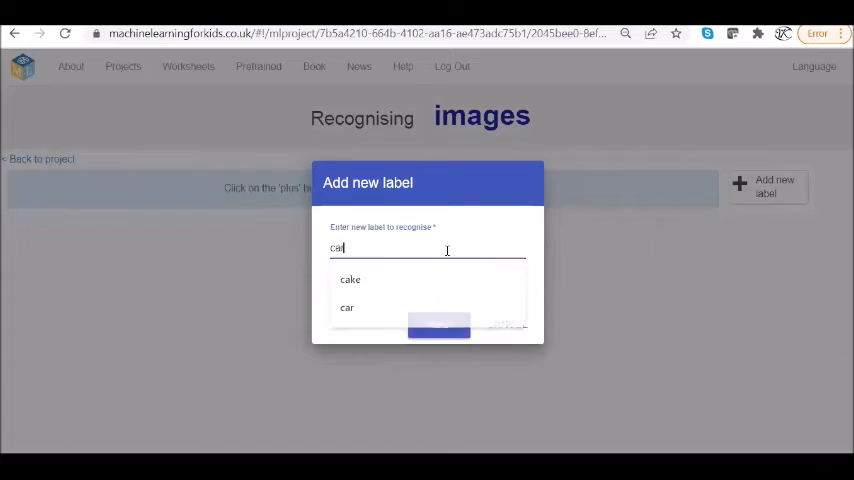 machinelearningforkids.co.uk/#!/mlproject/7b5a4210-664b-4102-aa16-ae473adc75b1/2045bee0-8ef...
Error
About Projects Worksheets Pretrained Book News Help Log Out Language
Recognising images
< Back to project
Click on the 'plus' bu
Add new
label
Add new label
Enter new label to recognise *
car
cake
car